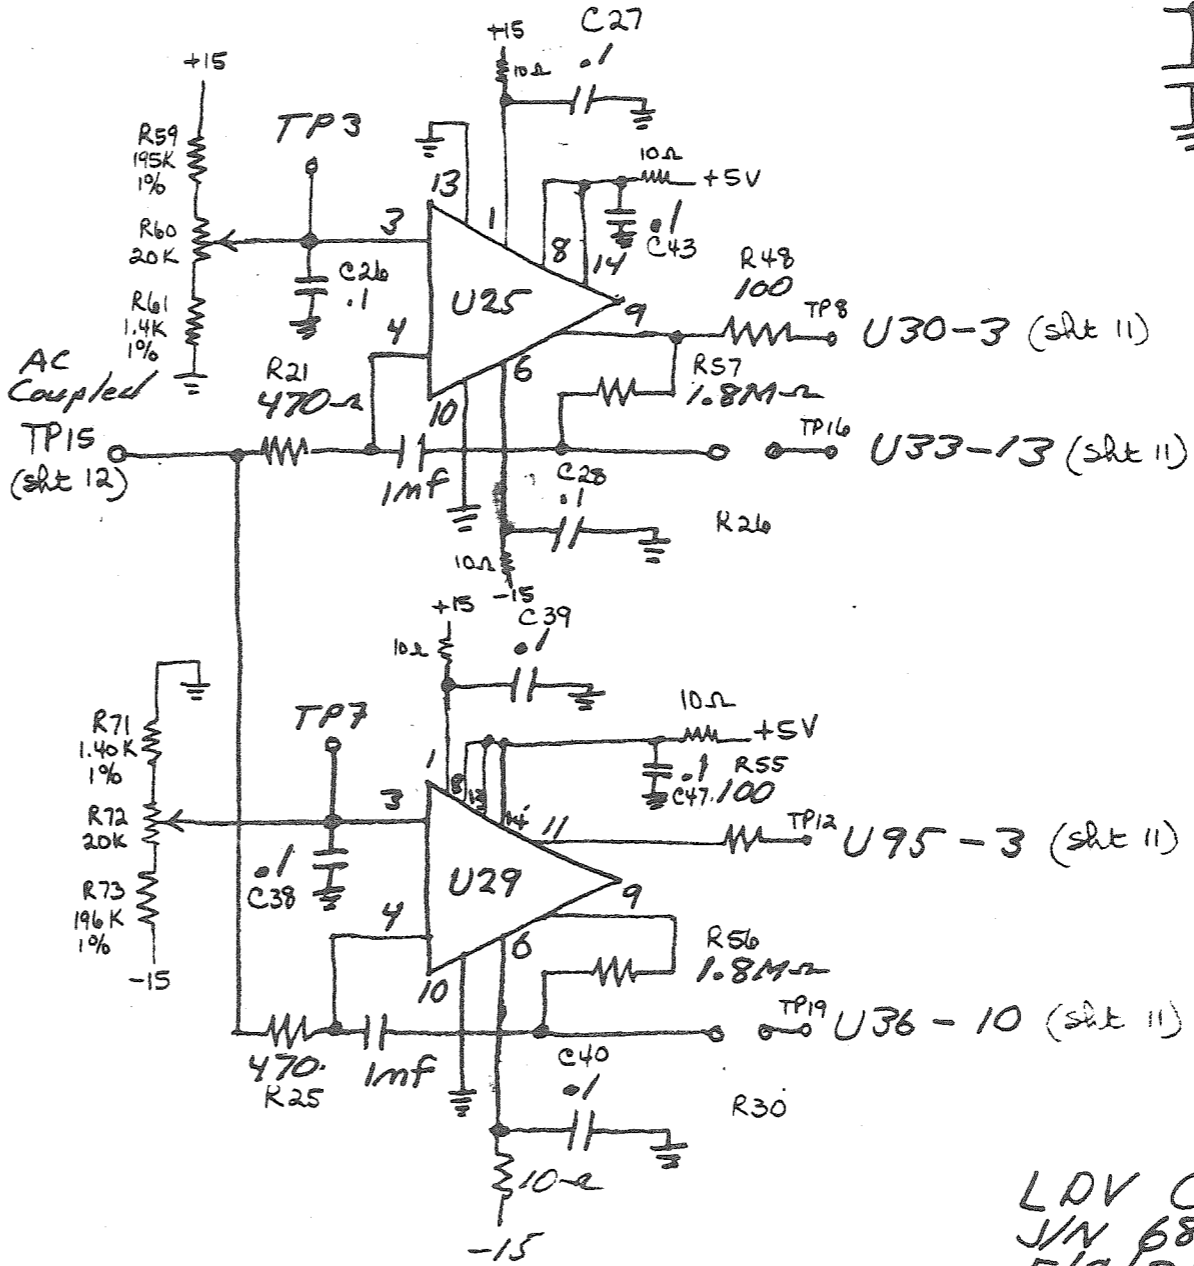 +15
C27
.1
10Ω
+15
R59
195K
1%
TP3
13
1
10Ω
+5V
.1
C43
R60
20K
3
8
14
C26
.1
U25
R48
100
9
TP8
U30-3 (sht 11)
R61
1.4K
1%
4
6
R57
1.8MΩ
AC
Coupled
R21
470Ω
10
TP15
(sht 12)
1mf
TP16
U33-13 (sht 11)
C28
.1
R26
10Ω
-15
+15
C39
.1
10Ω
R71
1.40K
1%
TP7
10Ω
+5V
1
8
13
14
.1
C47
R55
100
R72
20K
3
11
TP12
U95-3 (sht 11)
.1
C38
U29
9
R73
196K
1%
4
6
R56
1.8MΩ
-15
10
TP19
U36-10 (sht 11)
470
R25
1mf
C40
.1
R30
10Ω
-15
LDV C
J/N 68